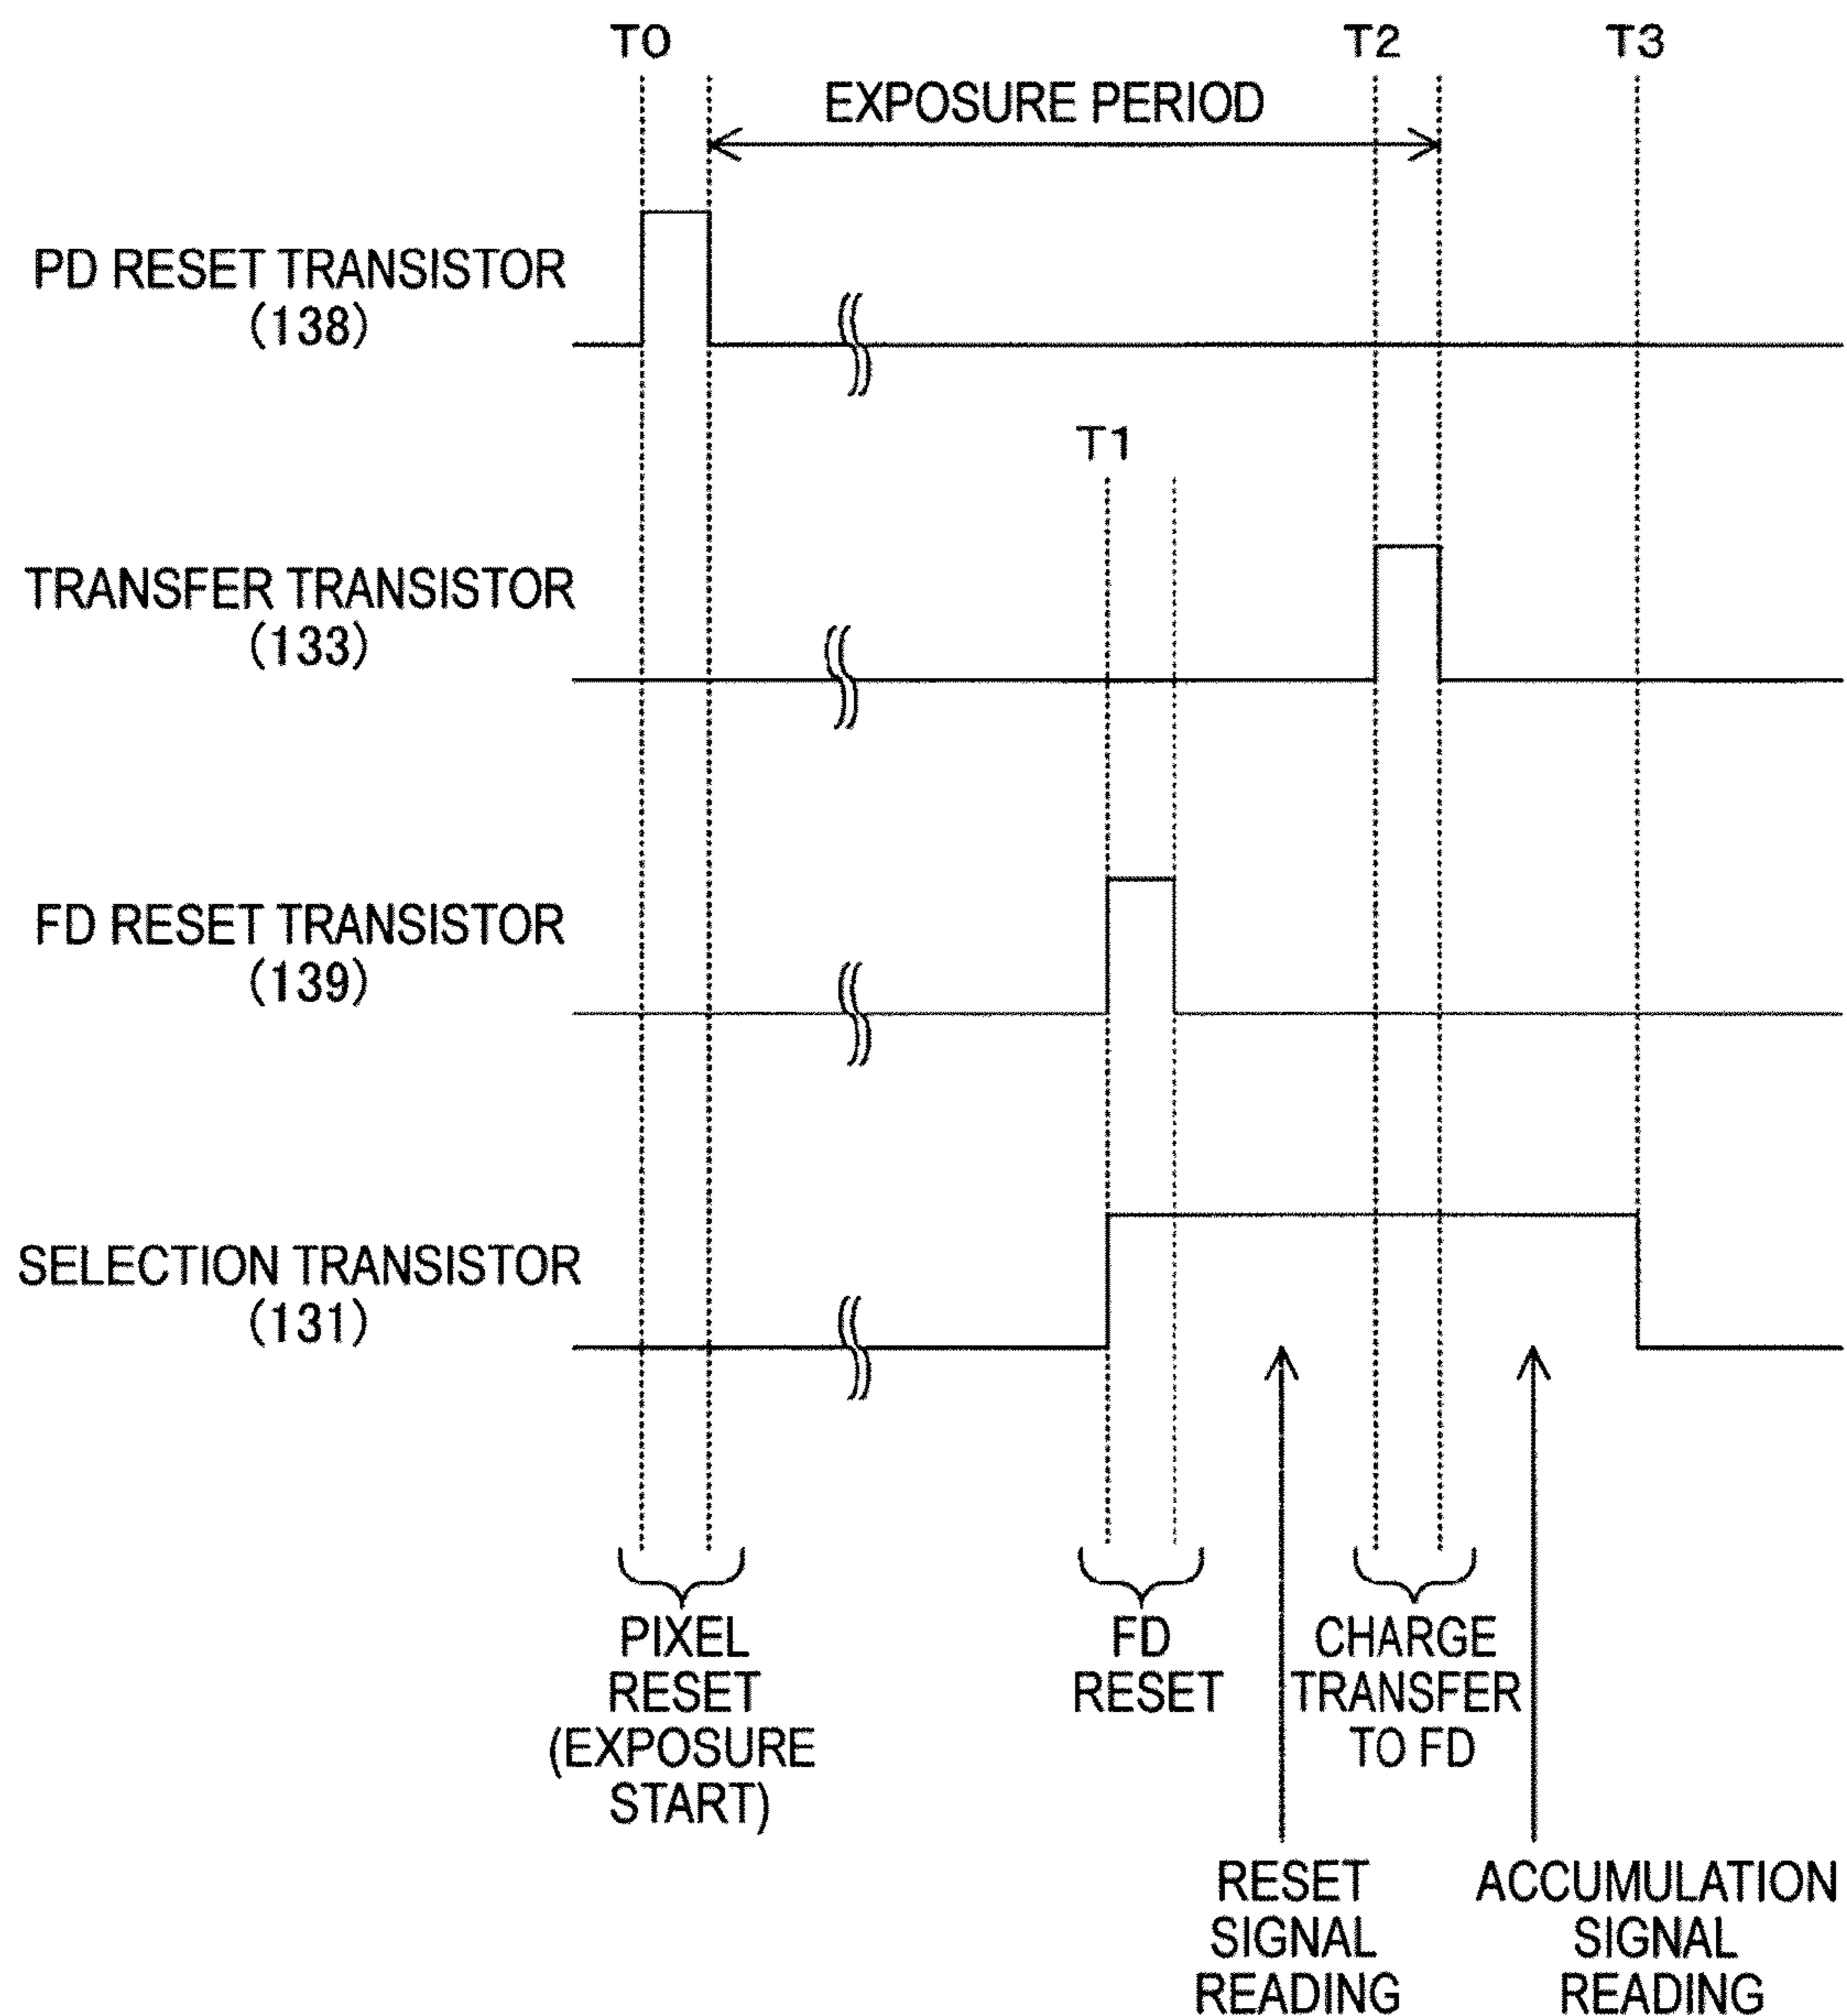 T0
T2
T3
EXPOSURE PERIOD
PD RESET TRANSISTOR
(138)
T1
TRANSFER TRANSISTOR
(133)
FD RESET TRANSISTOR
(139)
SELECTION TRANSISTOR
(131)
PIXEL
RESET
(EXPOSURE
START)
FD
RESET
CHARGE
TRANSFER
TO FD
RESET
SIGNAL
READING
ACCUMULATION
SIGNAL
READING